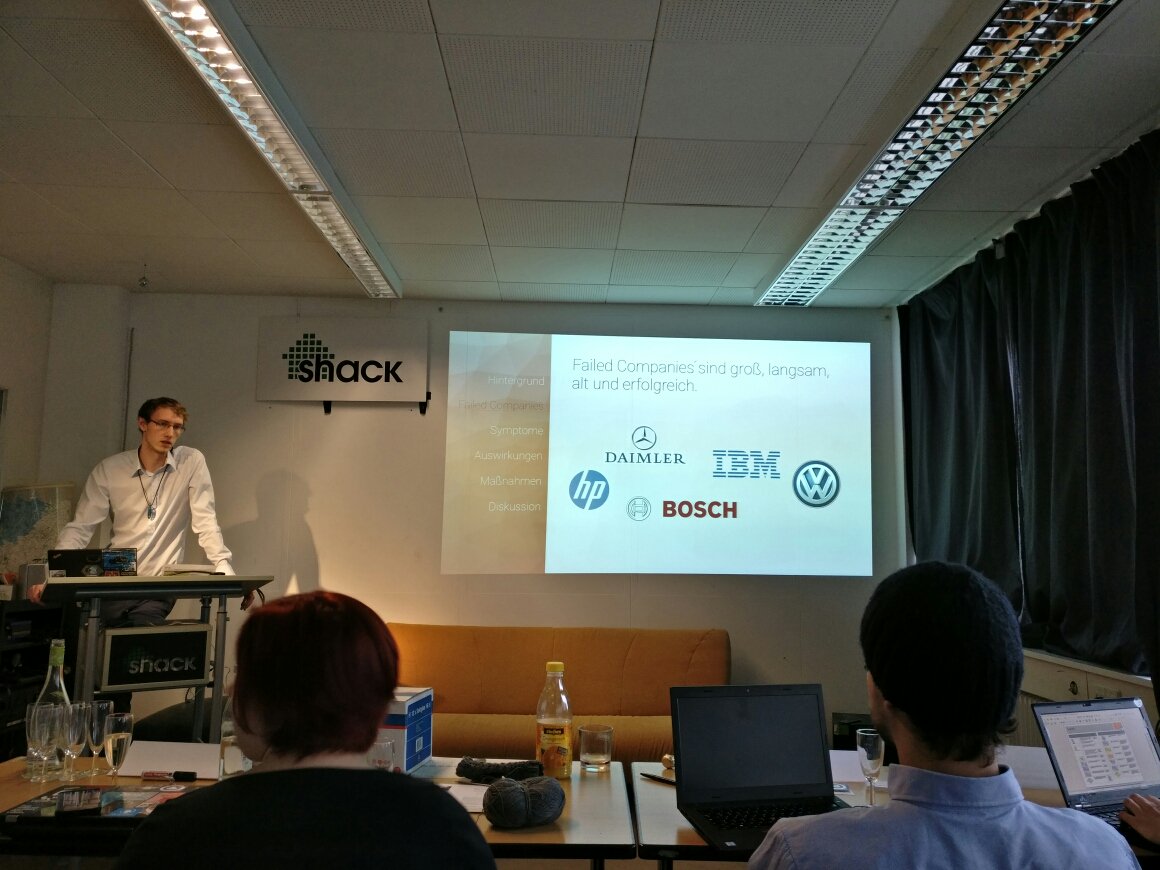 shack
Hintergrund
Failed Companies
Symptome
Auswirkungen
Maßnahmen
Diskussion
Failed Companies sind groß, langsam,
alt und erfolgreich.
DAIMLER
IBM
hp
BOSCH
VW
shack